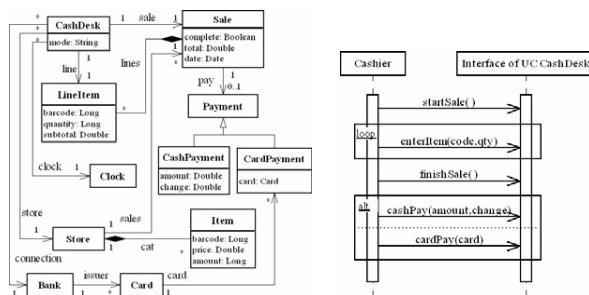 * CashDesk 1 sale 1 Sale
* mode: String
complete: Boolean
total: Double
date: Date
* 1 1 1 *
line lines 1
pay
0..1
1
LineItem
barcode: Long
quantity: Long
subtotal: Double
*
Payment
CashPayment
amount: Double
change: Double
CardPayment
card: Card
clock 1 Clock
*
store sales
1 Store 1
1 cat *
Item
barcode: Long
price: Double
amount: Long
connection
issuer card
1 Bank 1 * Card 1
Cashier
Interface of UC CashDesk
startSale( )
loop
enterItem(code,qty)
finishSale( )
alt
cashPay(amount,change)
cardPay(card)